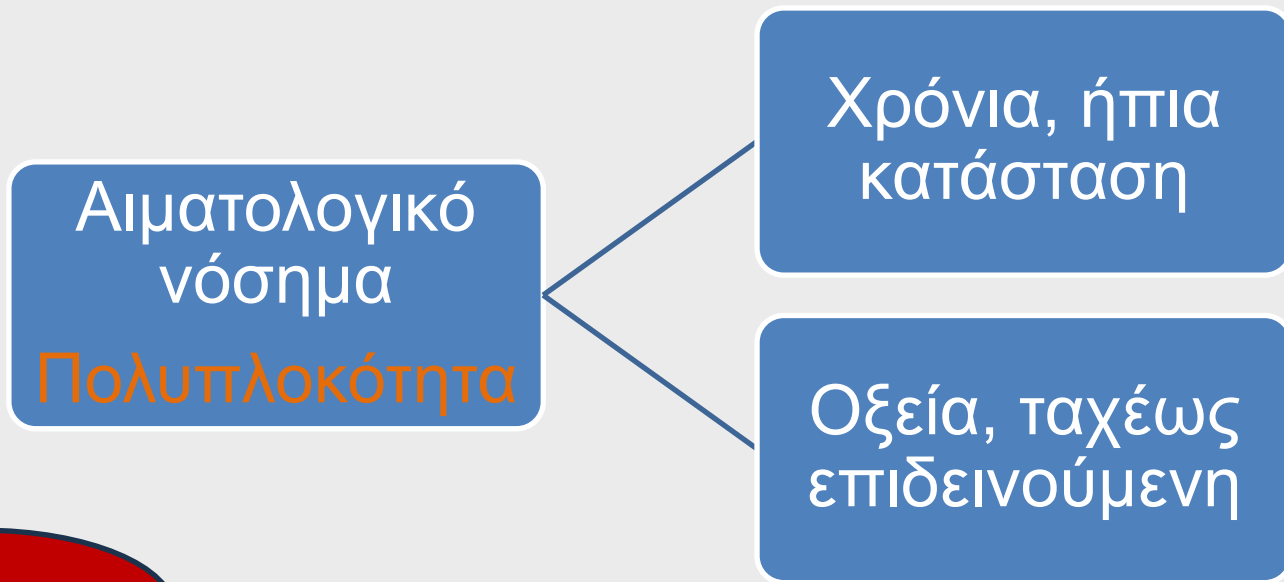 Αιματολογικό
νόσημα
Πολυπλοκότητα
Χρόνια, ήπια
κατάσταση
Οξεία, ταχέως
επιδεινούμενη